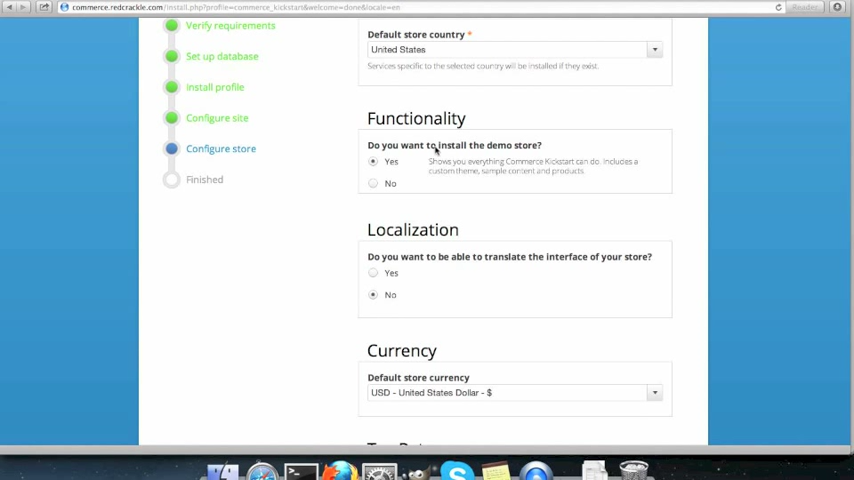 commerce.redcrackle.com/install.php?profile=commerce_kickstart&welcome=done&locale=en
Reader
Verify requirements
Set up database
Install profile
Configure site
Configure store
Finished
Default store country *
United States
Services specific to the selected country will be installed if they exist.
Functionality
Do you want to install the demo store?
Yes
Shows you everything Commerce Kickstart can do. Includes a
custom theme, sample content and products.
No
Localization
Do you want to be able to translate the interface of your store?
Yes
No
Currency
Default store currency
USD - United States Dollar - $